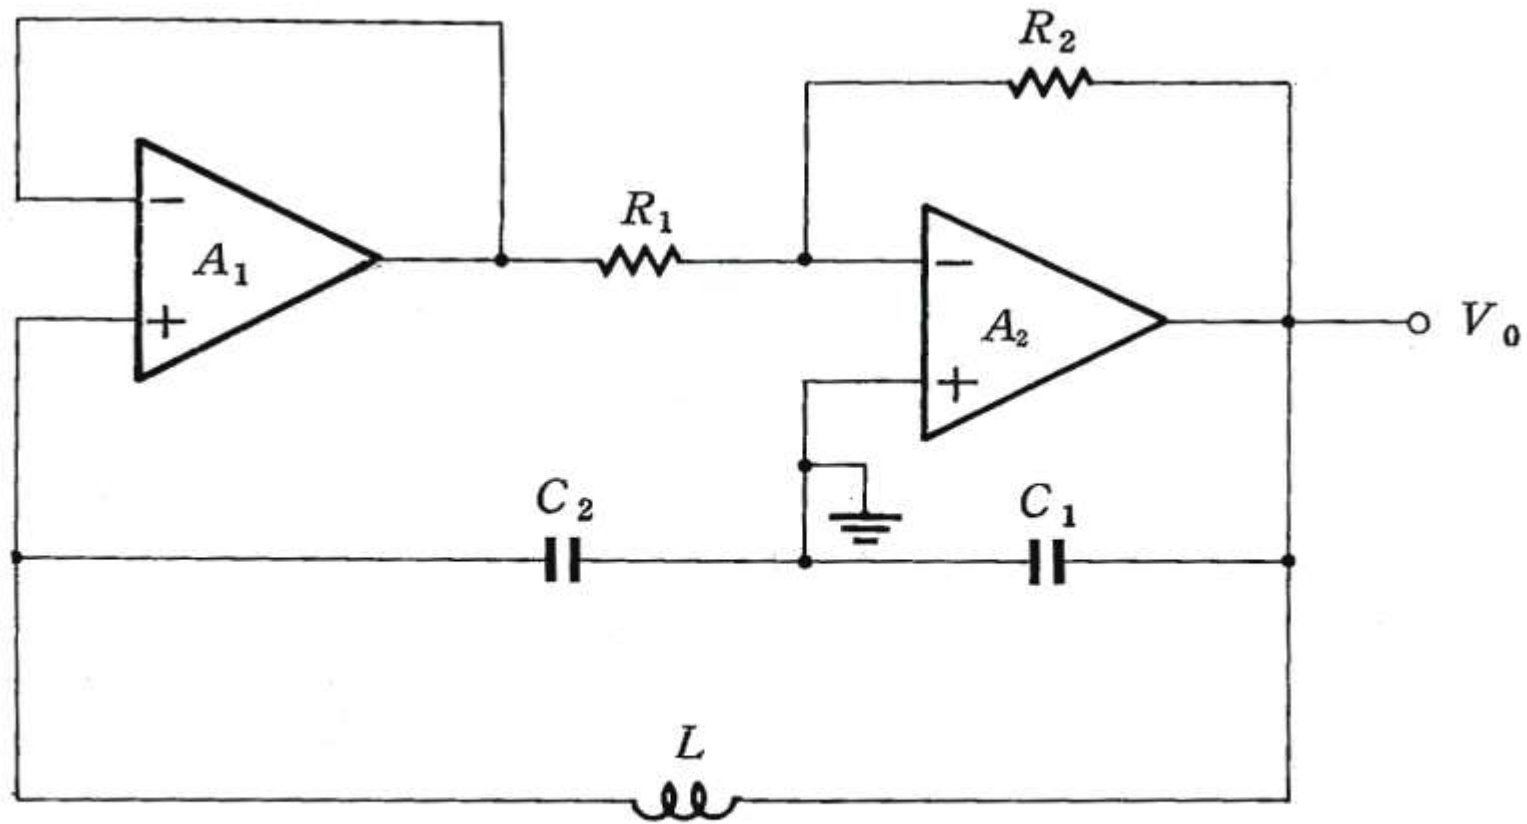 R₂
−
R₁
A₁
−
+
A₂
V₀
+
C₂
C₁
L